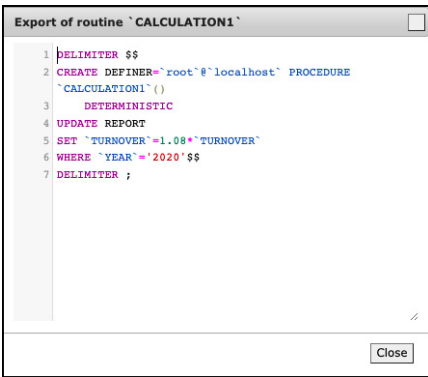 Export of routine `CALCULATION1`
1 DELIMITER $$
2 CREATE DEFINER=`root`@`localhost` PROCEDURE
`CALCULATION1`()
3 DETERMINISTIC
4 UPDATE REPORT
5 SET `TURNOVER`=1.08*`TURNOVER`
6 WHERE `YEAR`='2020'$$
7 DELIMITER ;
Close